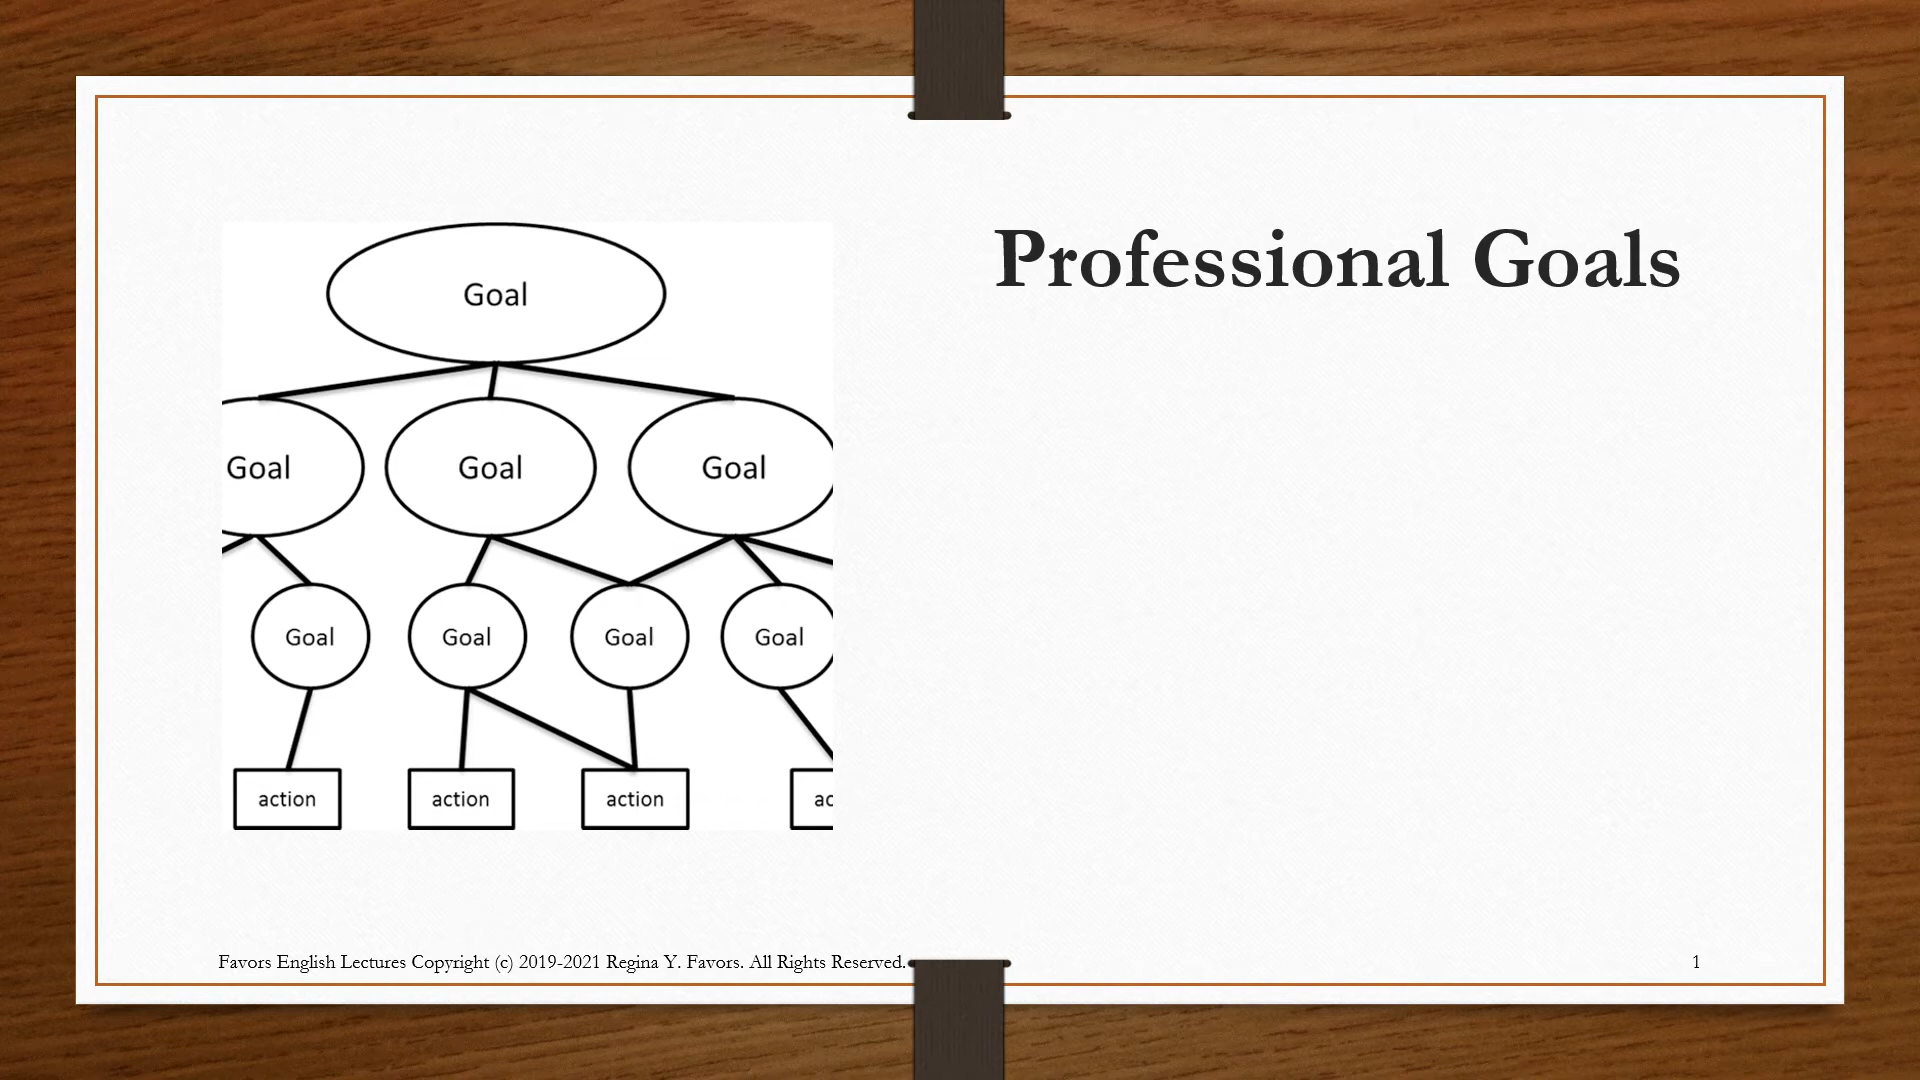 Professional Goals
Goal
Goal Goal Goal
Goal Goal Goal Goal
action action action
Favors English Lectures Copyright (c) 2019-2021 Regina Y. Favors. All Rights Reserved.
1